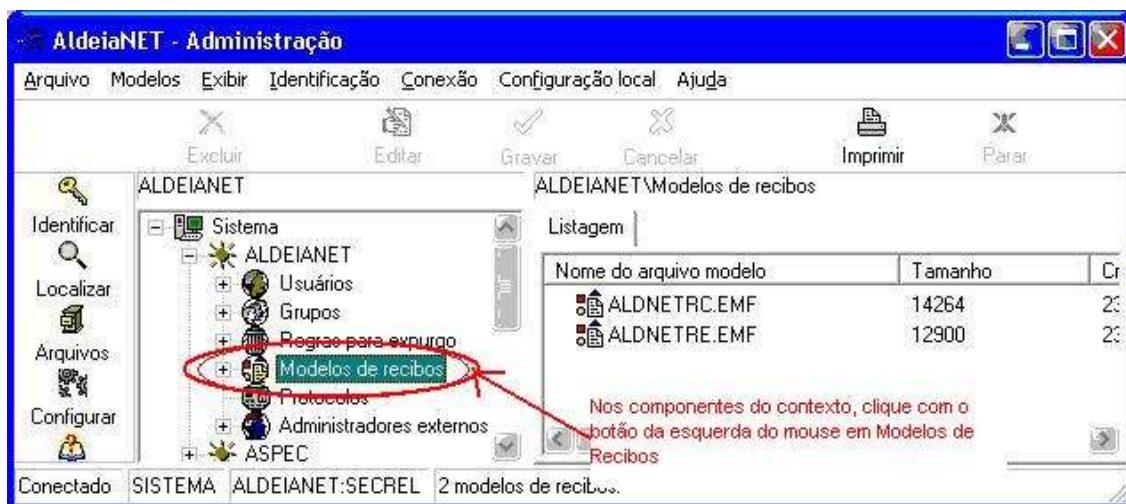 AldeiaNET - Administração
Arquivo Modelos Exibir Identificação Conexão Configuração local Ajuda
Excluir Editar Gravar Cancelar Imprimir Parar
Identificar
Localizar
Arquivos
Configurar
ALDEIANET
Sistema
ALDEIANET
Usuários
Grupos
Regras para expurgo
Modelos de recibos
Protocolos
Administradores externos
ASPEC
ALDEIANET\Modelos de recibos
Listagem
Nome do arquivo modelo Tamanho
ALDNETRC.EMF 14264
ALDNETRE.EMF 12900
Nos componentes do contexto, clique com o
botão da esquerda do mouse em Modelos de
Recibos
Conectado SISTEMA ALDEIANET:SECREL 2 modelos de recibos.